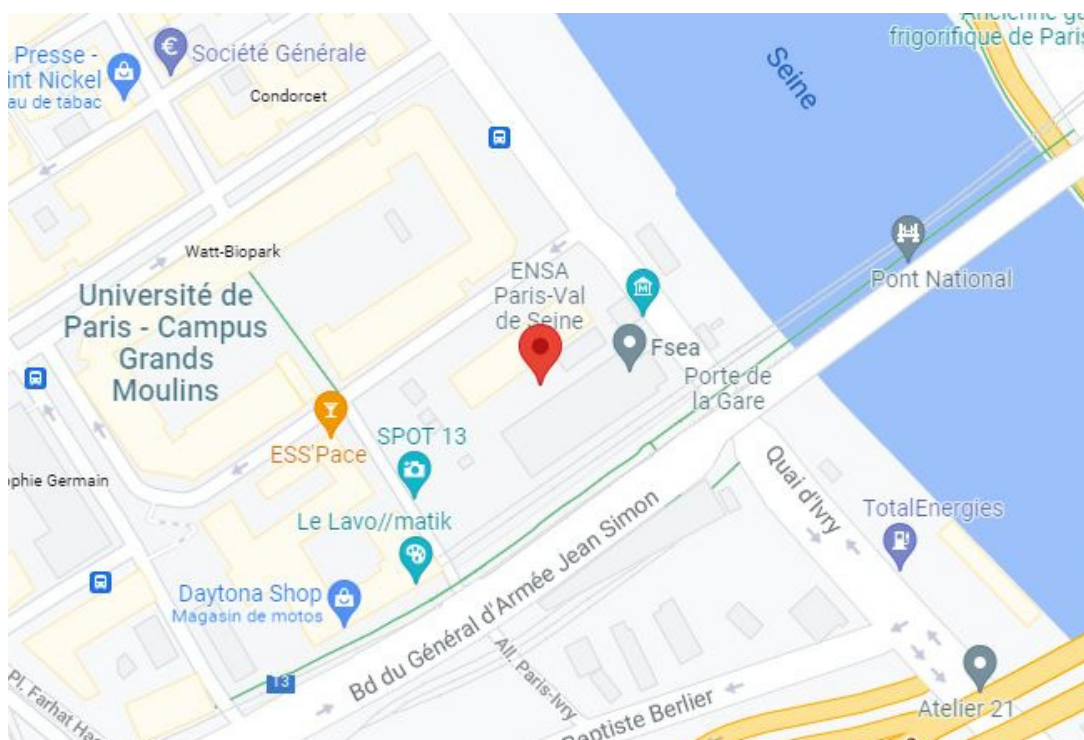 Presse -
int Nickel
au de tabac
Société Générale
Condorcet
Seine
frigorifique de Paris
Watt-Biopark
Université de
Paris - Campus
Grands
Moulins
ENSA
Paris-Val
de Seine
Fsea
Porte de
la Gare
Pont National
ESS'Pace
SPOT 13
phie Germain
Le Lavo//matik
Daytona Shop
Magasin de motos
Quai d'Ivry
TotalEnergies
Bd du Général d'Armée Jean Simon
T3
All. Paris-Ivry
Pl. Farhat Ha
Baptiste Berlier
Atelier 21